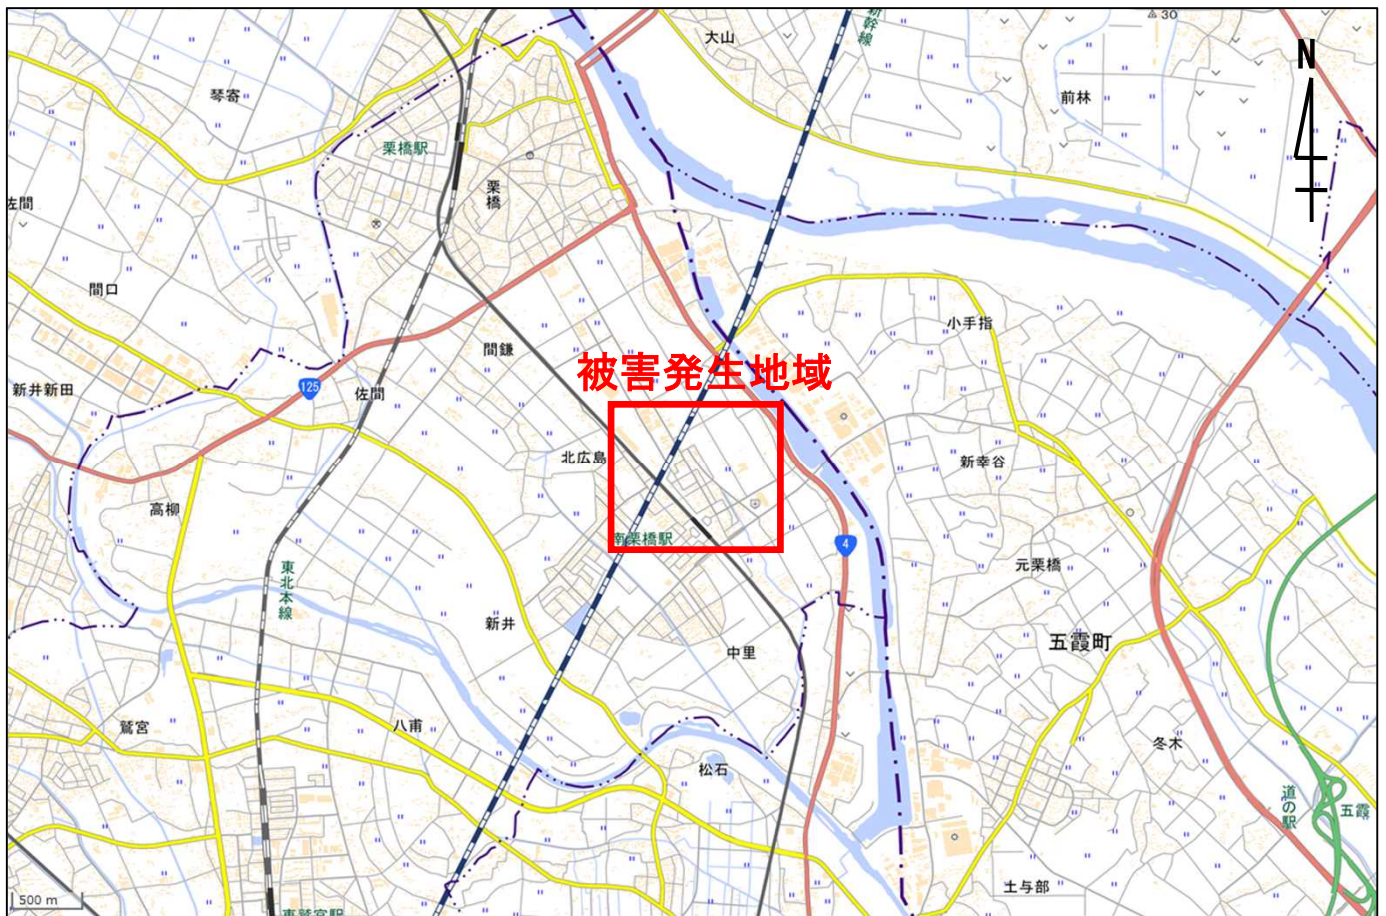 新幹線
30
大山
N
琴寄
前林
栗橋駅
栗橋
佐間
間口
小手指
間鎌
被害発生地域
新井新田
125
佐間
北広島
新幸谷
高柳
南栗橋駅
4
東北本線
元栗橋
新井
五霞町
中里
鷲宮
八甫
冬木
松石
道の駅
五霞
土与部
500 m
東鷲宮駅